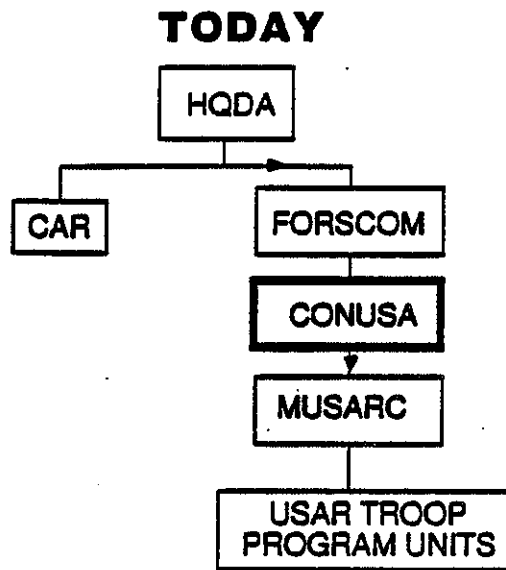 TODAY
HQDA
CAR
FORSCOM
CONUSA
MUSARC
USAR TROOP
PROGRAM UNITS